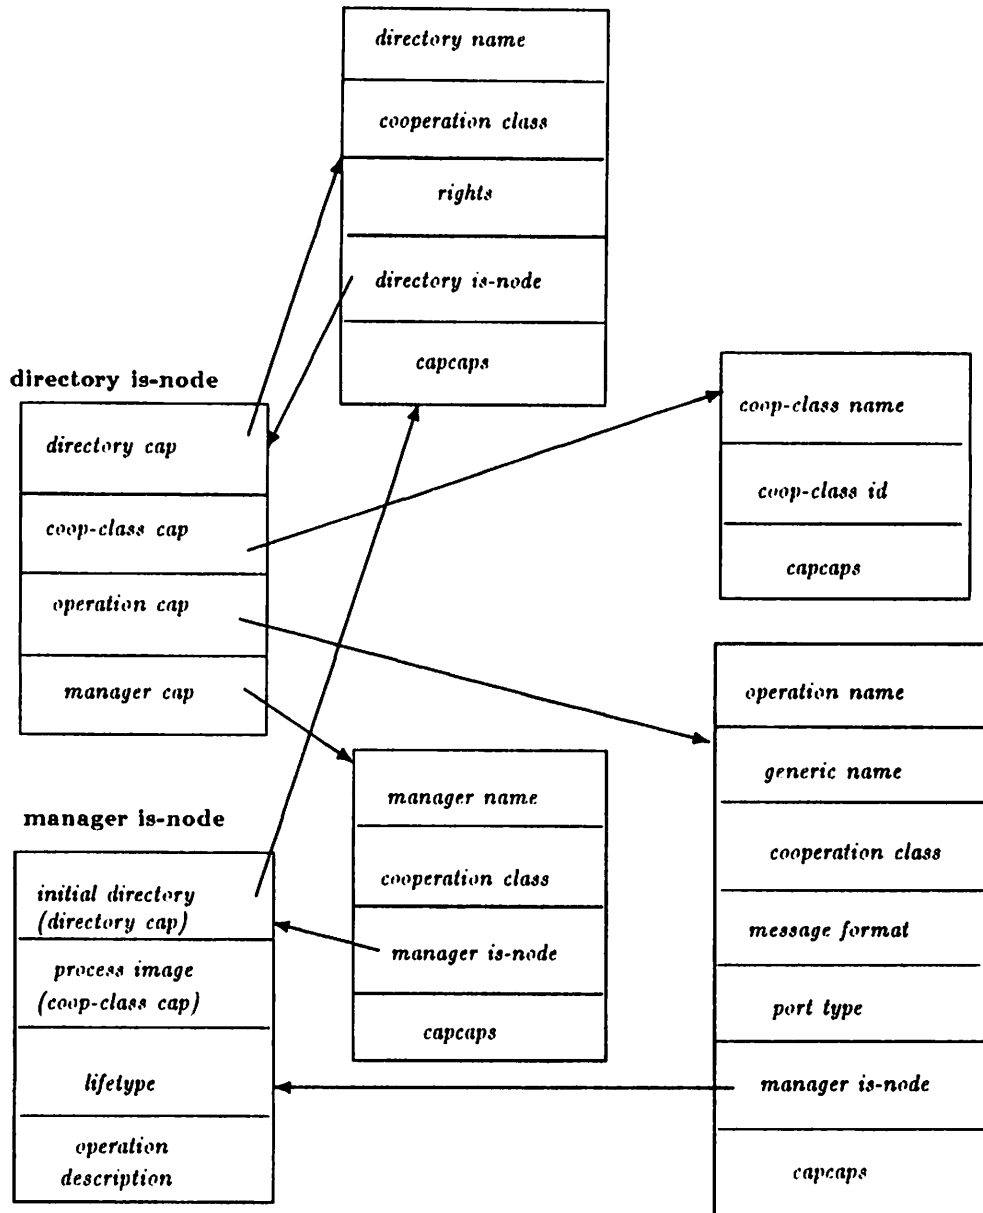 directory name
cooperation class
rights
directory is-node
capcaps
directory is-node
directory cap
coop-class cap
operation cap
manager cap
coop-class name
coop-class id
capcaps
operation name
generic name
cooperation class
message format
port type
manager is-node
capcaps
manager name
cooperation class
manager is-node
capcaps
manager is-node
initial directory
(directory cap)
process image
(coop-class cap)
lifetype
operation
description